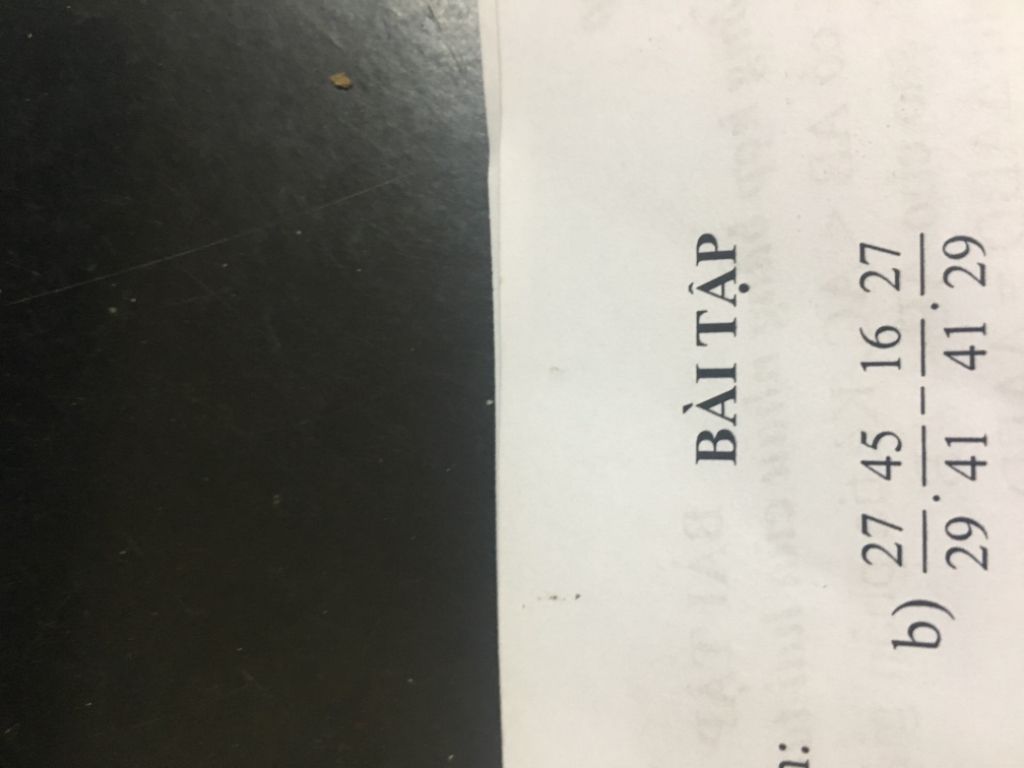 BÀI TẬP
b) 27/29 . 45/41 - 16/41 . 27/29